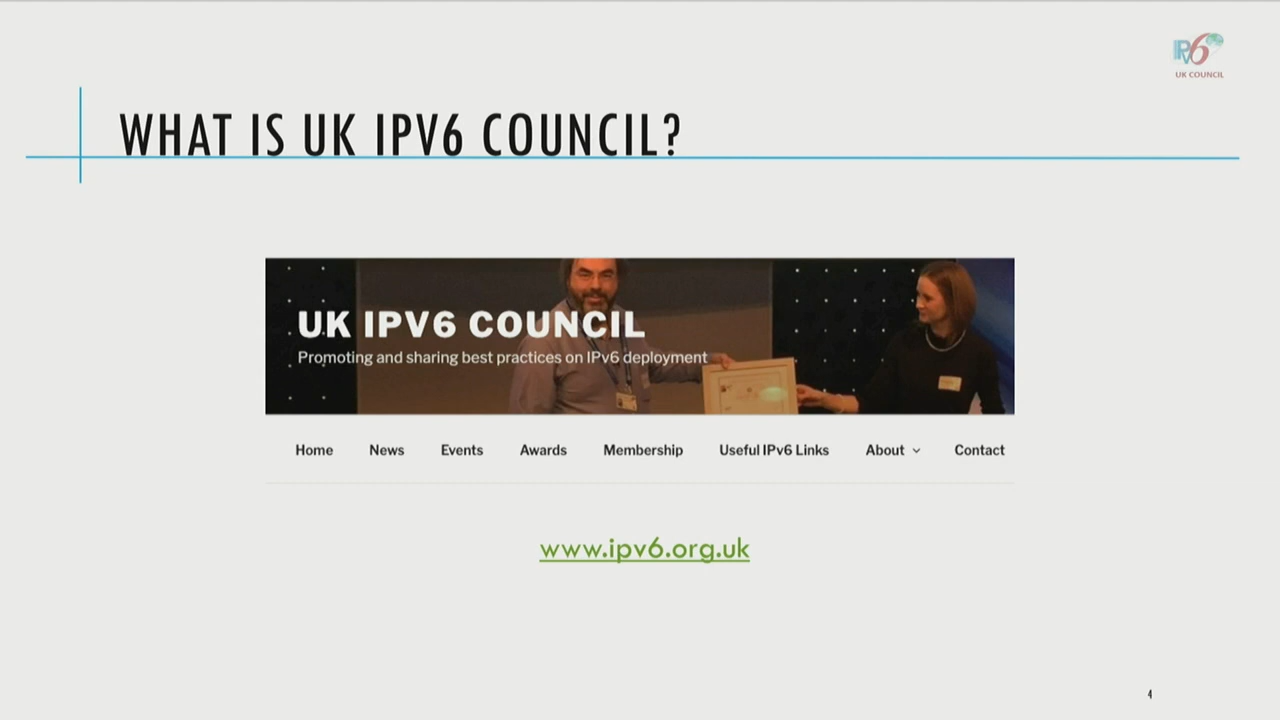 IPv6
UK COUNCIL
WHAT IS UK IPV6 COUNCIL?
UK IPV6 COUNCIL
Promoting and sharing best practices on IPv6 deployment
Home News Events Awards Membership Useful IPv6 Links About Contact
www.ipv6.org.uk
4